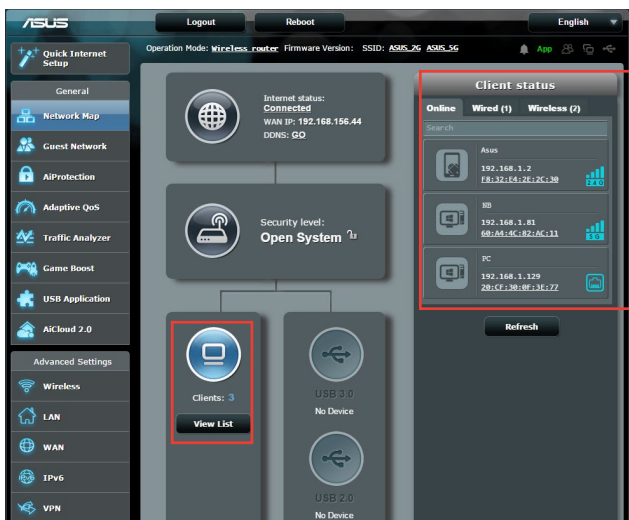 ASUS
Logout
Reboot
English
Quick Internet
Setup
Operation Mode: Wireless router Firmware Version: SSID: ASUS_2G ASUS_5G
App
General
Network Map
Guest Network
AiProtection
Adaptive QoS
Traffic Analyzer
Game Boost
USB Application
AiCloud 2.0
Advanced Settings
Wireless
LAN
WAN
IPv6
VPN
Internet status:
Connected
WAN IP: 192.168.156.44
DDNS: GO
Security level:
Open System
Clients: 3
View List
USB 3.0
No Device
USB 2.0
No Device
Client status
Online Wired (1) Wireless (2)
Search
Asus
192.168.1.2
F8:32:E4:2E:2C:30
2.4G
NB
192.168.1.81
60:A4:4C:82:AC:11
5G
PC
192.168.1.129
20:CF:30:0F:3E:77
Refresh